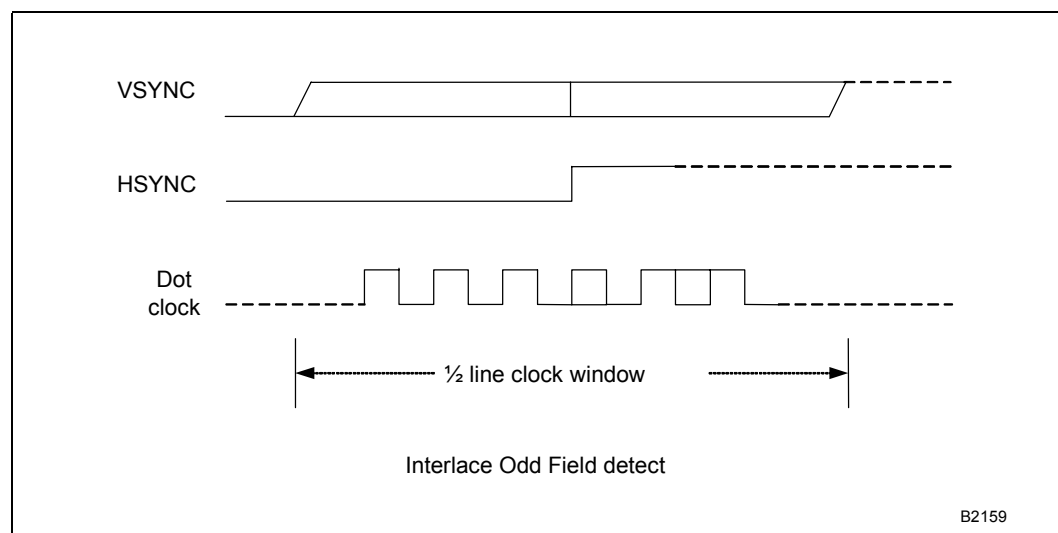 VSYNC
HSYNC
Dot
clock
½ line clock window
Interlace Odd Field detect
B2159